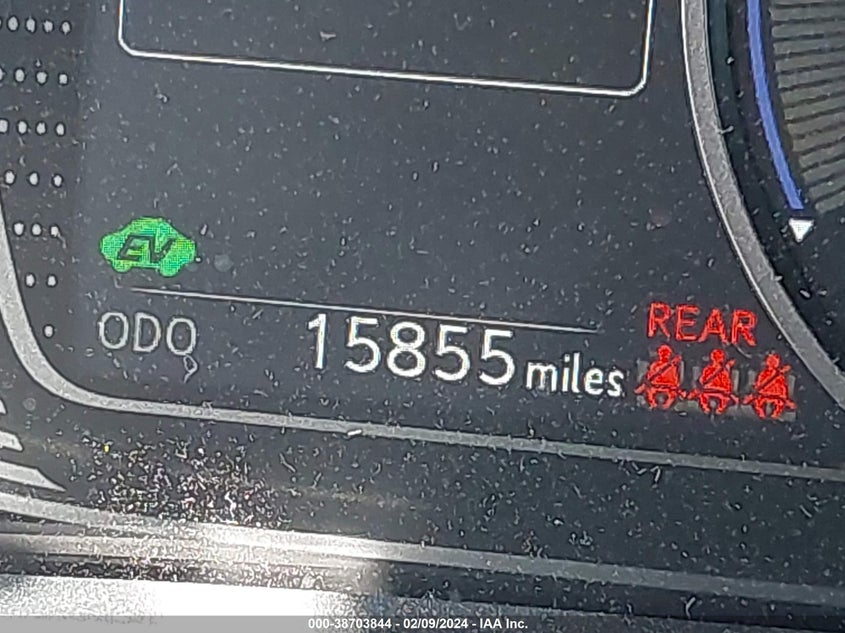 EV
ODO 15855 miles
REAR
000-38703844 - 02/09/2024 - IAA Inc.